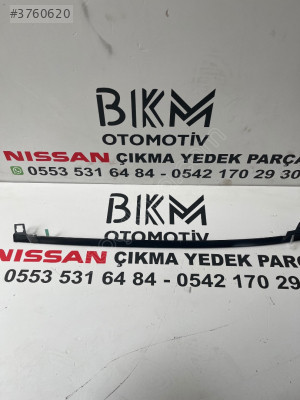 #3760620
BKM
OTOMOTİV
NISSAN ÇIKMA YEDEK PARÇA
0553 531 64 84 - 0542 170 29 30
BKM
OTOMOTİV
NISSAN ÇIKMA YEDEK
0553 531 64 84 - 0542 170 29